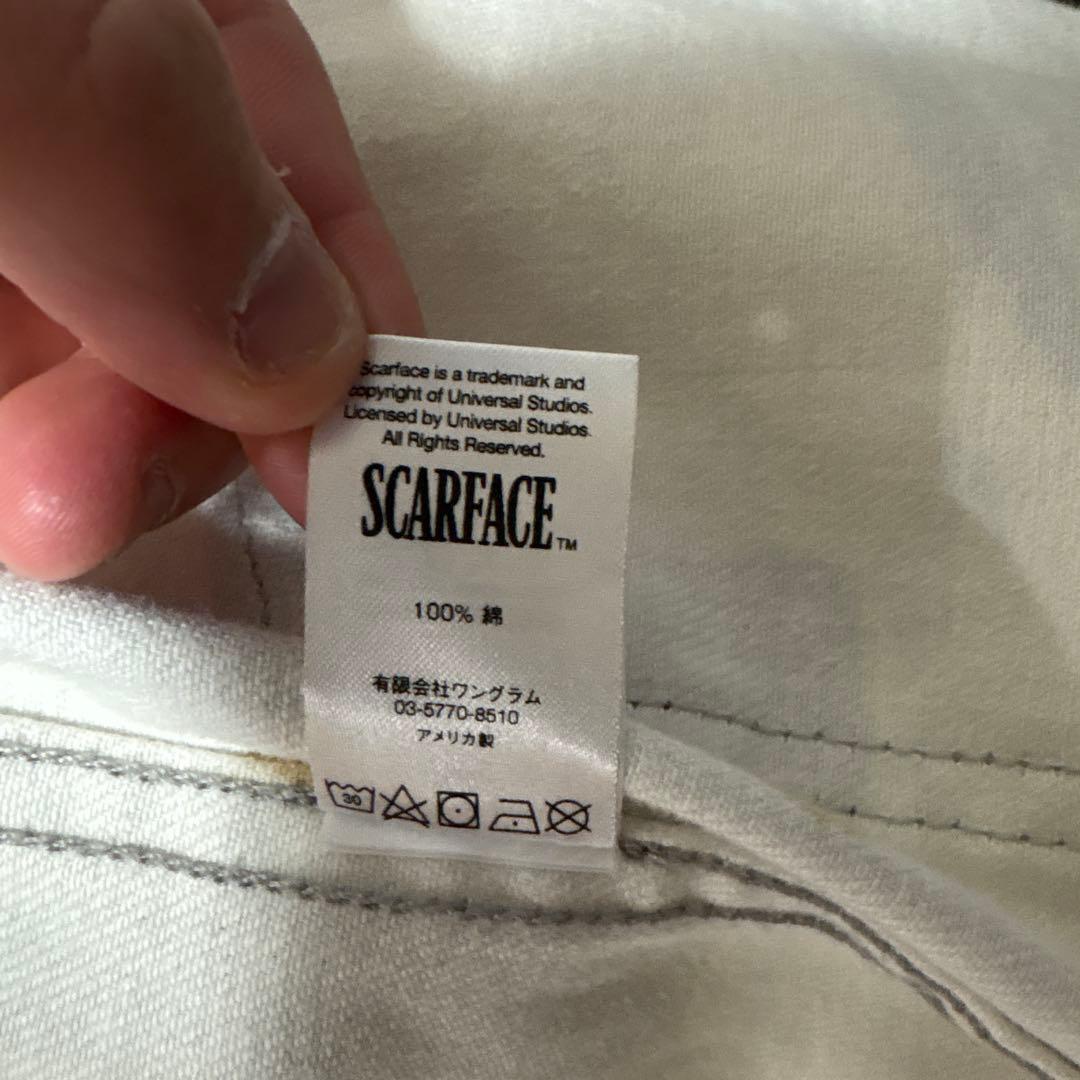 Scarface is a trademark and
copyright of Universal Studios.
Licensed by Universal Studios.
All Rights Reserved.
SCARFACE™
100% 綿
有限会社ワングラム
03-5770-8510
アメリカ製
30